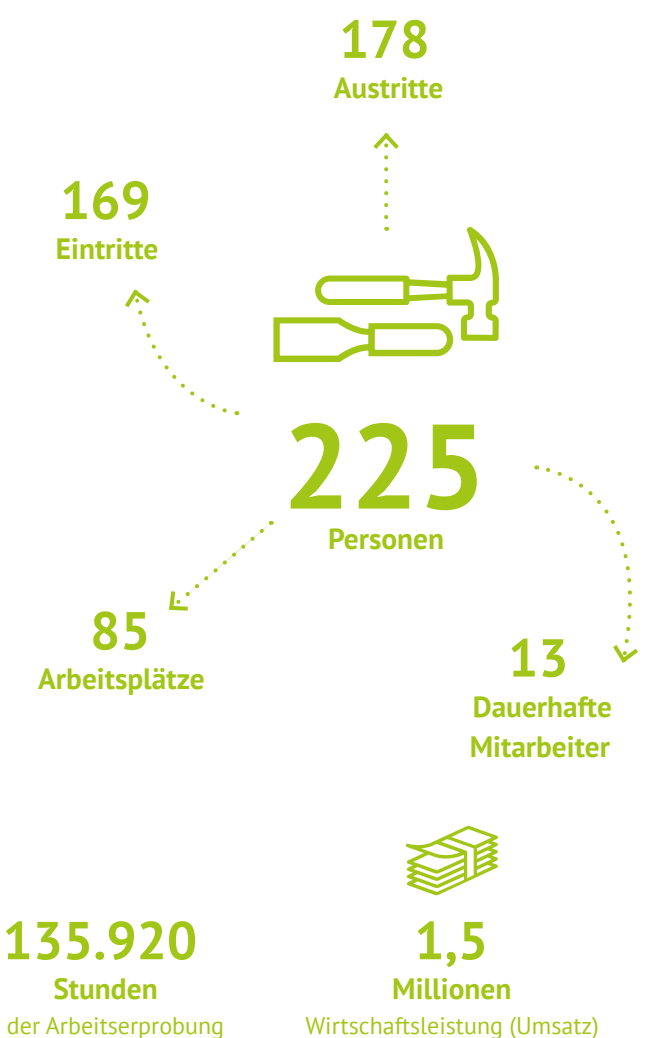 178
Austritte
169
Eintritte
225
Personen
85
Arbeitsplätze
13
Dauerhafte
Mitarbeiter
135.920
Stunden
der Arbeitserprobung
1,5
Millionen
Wirtschaftsleistung (Umsatz)